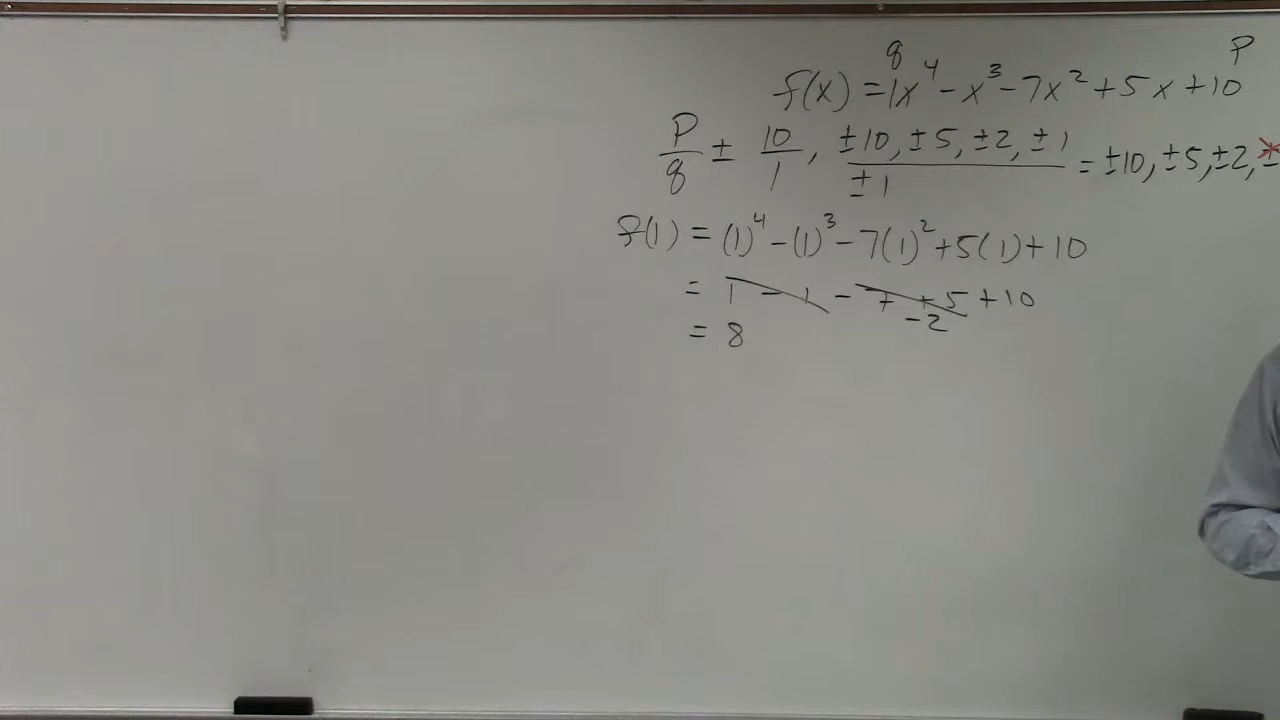 q P
f(x) = 1x⁴ - x³ - 7x² + 5x + 10
P/q ± 10/1, ±10, ±5, ±2, ±1/±1 = ±10, ±5, ±2, ±
f(1) = (1)⁴ - (1)³ - 7(1)² + 5(1) + 10
= 1 - 1 - 7 + 5 + 10
-2
= 8